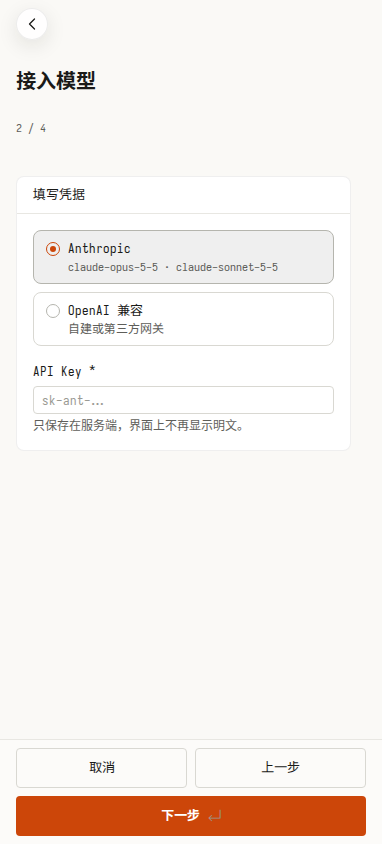 接入模型
2 / 4
填写凭据
Anthropic
claude-opus-5-5 · claude-sonnet-5-5
OpenAI 兼容
自建或第三方网关
API Key *
sk-ant-...
只保存在服务端，界面上不再显示明文。
取消
上一步
下一步